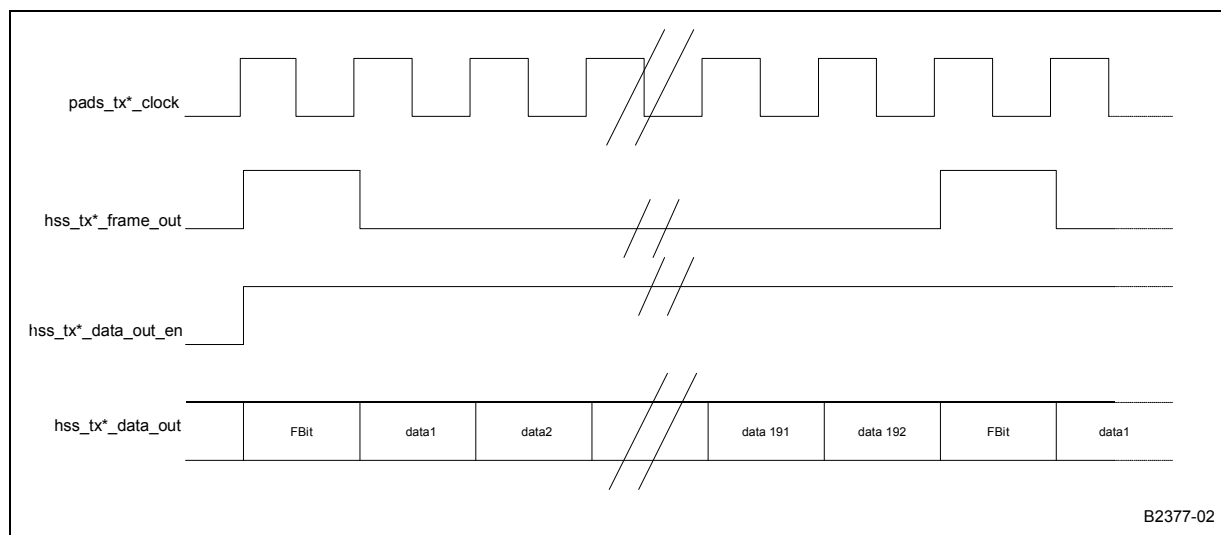 pads_tx*_clock
hss_tx*_frame_out
hss_tx*_data_out_en
hss_tx*_data_out
FBit data1 data2 data 191 data 192 FBit data1
B2377-02